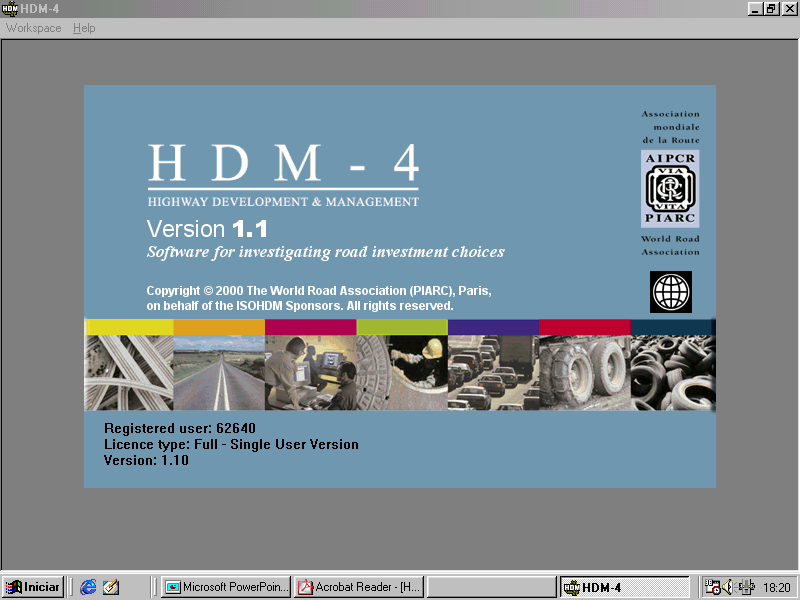 HDM-4
Workspace Help
Association
mondiale
de la Route
AIPCR
VIA
VITA
PIARC
World Road
Association
HDM-4
HIGHWAY DEVELOPMENT & MANAGEMENT
Version 1.1
Software for investigating road investment choices
Copyright © 2000 The World Road Association (PIARC), Paris,
on behalf of the ISOHDM Sponsors. All rights reserved.
Registered user: 62640
Licence type: Full - Single User Version
Version: 1.10
Iniciar
Microsoft PowerPoin...
Acrobat Reader - [H...
HDM-4
18:20